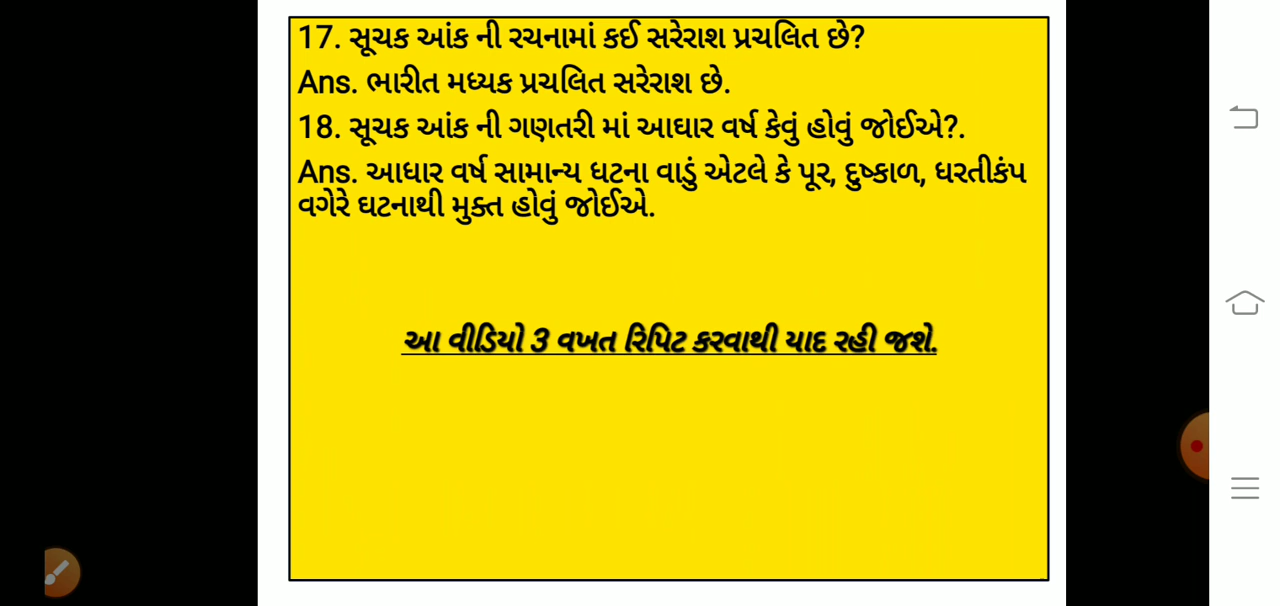 17. સૂચક આંક ની રચનામાં કઈ સરેરાશ પ્રચલિત છે?
Ans. ભારીત મધ્યક પ્રચલિત સરેરાશ છે.
18. સૂચક આંક ની ગણતરી માં આઘાર વર્ષ કેવું હોવું જોઈએ?.
Ans. આધાર વર્ષ સામાન્ય ઘટના વાડું એટલે કે પૂર, દુષ્કાળ, ધરતીકંપ
વગેરે ઘટનાથી મુક્ત હોવું જોઈએ.
આ વીડિયો 3 વખત રિપિટ કરવાથી યાદ રહી જશે.